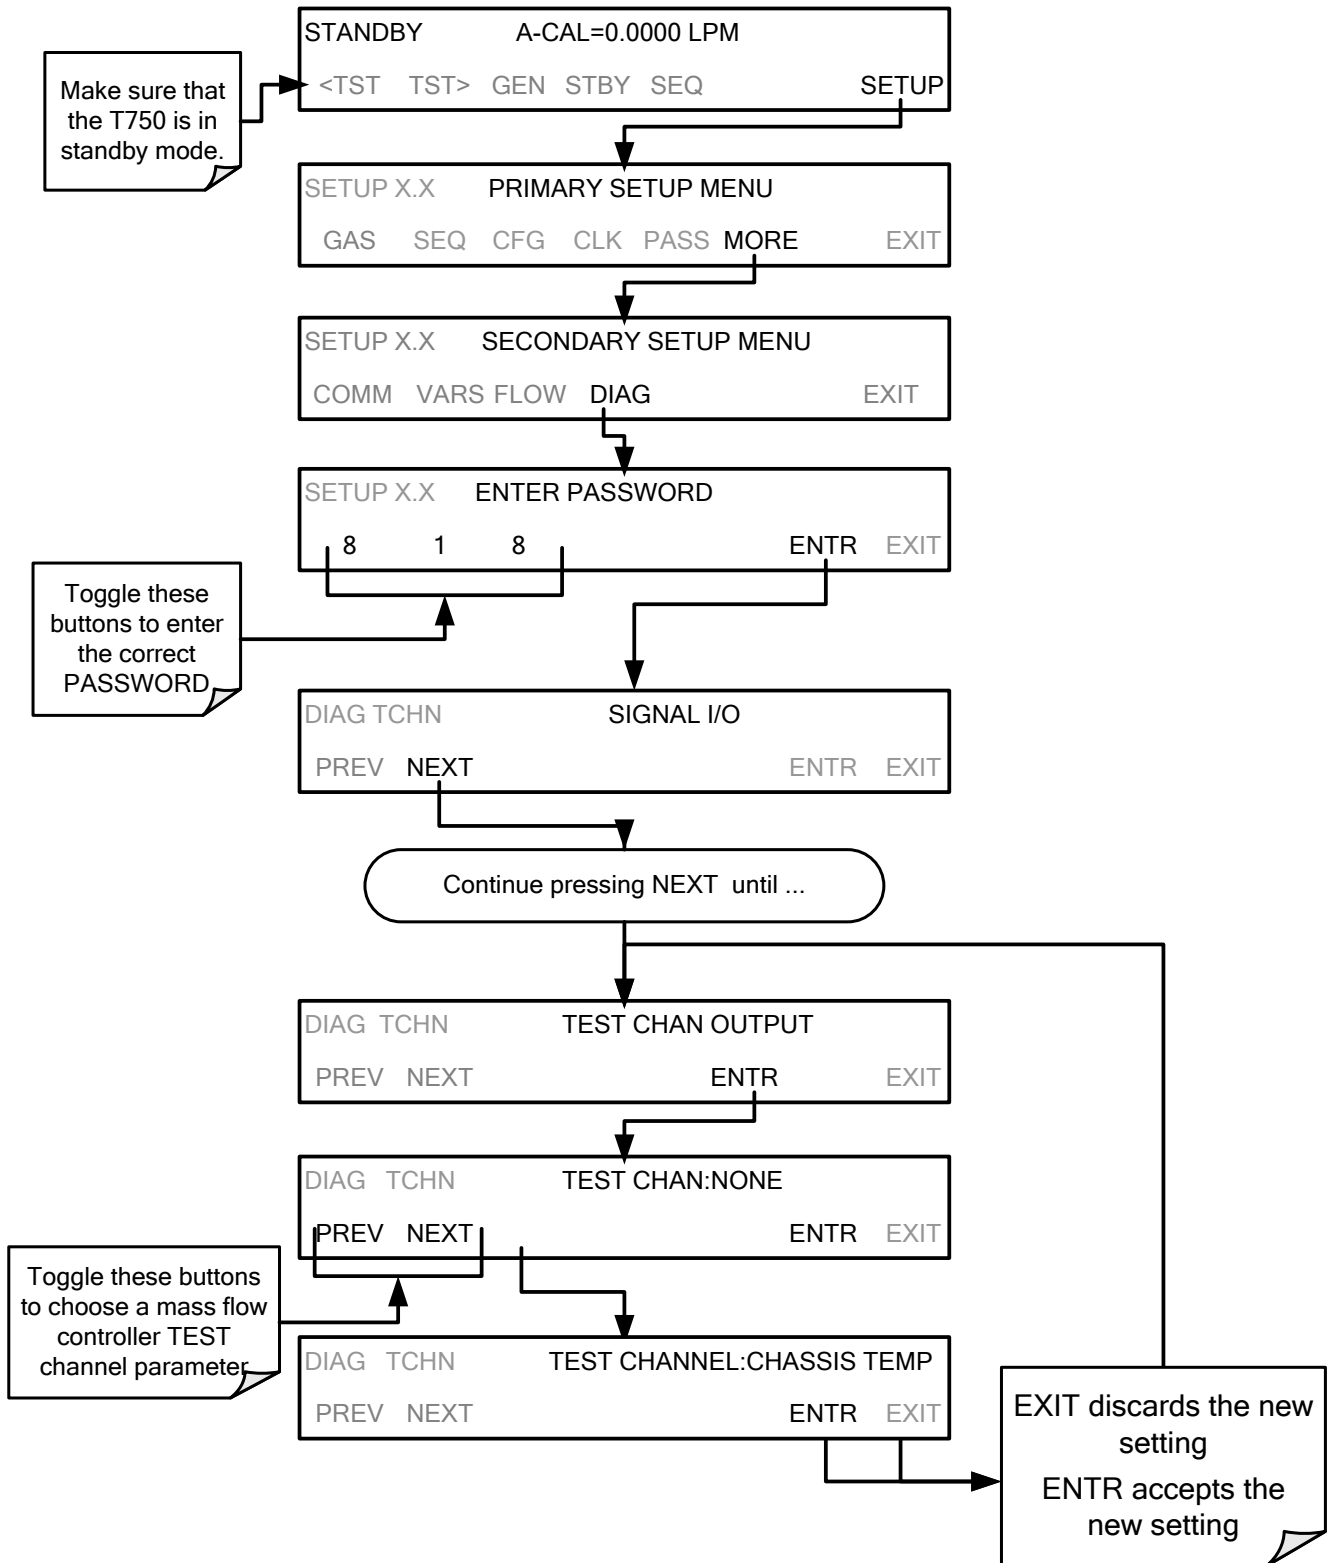 STANDBY A-CAL=0.0000 LPM
<TST TST> GEN STBY SEQ SETUP
Make sure that
the T750 is in
standby mode.
SETUP X.X PRIMARY SETUP MENU
GAS SEQ CFG CLK PASS MORE EXIT
SETUP X.X SECONDARY SETUP MENU
COMM VARS FLOW DIAG EXIT
SETUP X.X ENTER PASSWORD
8 1 8 ENTR EXIT
Toggle these
buttons to enter
the correct
PASSWORD
DIAG TCHN SIGNAL I/O
PREV NEXT ENTR EXIT
Continue pressing NEXT until ...
DIAG TCHN TEST CHAN OUTPUT
PREV NEXT ENTR EXIT
DIAG TCHN TEST CHAN:NONE
PREV NEXT ENTR EXIT
Toggle these buttons
to choose a mass flow
controller TEST
channel parameter
DIAG TCHN TEST CHANNEL:CHASSIS TEMP
PREV NEXT ENTR EXIT
EXIT discards the new
setting
ENTR accepts the
new setting